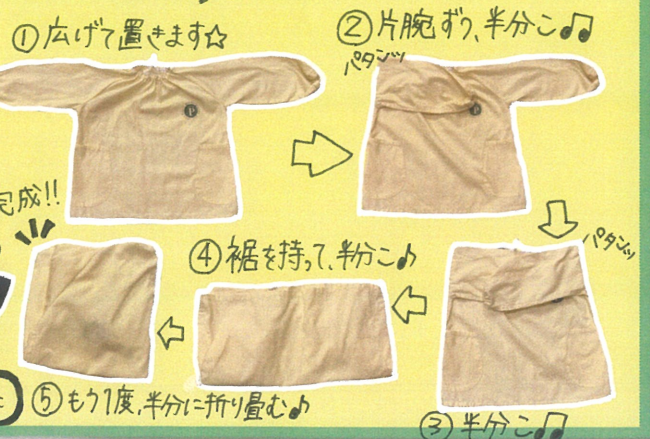 ①広げて置きます☆
②片腕ずつ、半分こ♫
パタンッ
P
パタンッ
③半分こ♫
④裾を持って、半分こ♪
⑤もう1度、半分に折り畳む♪
完成!!